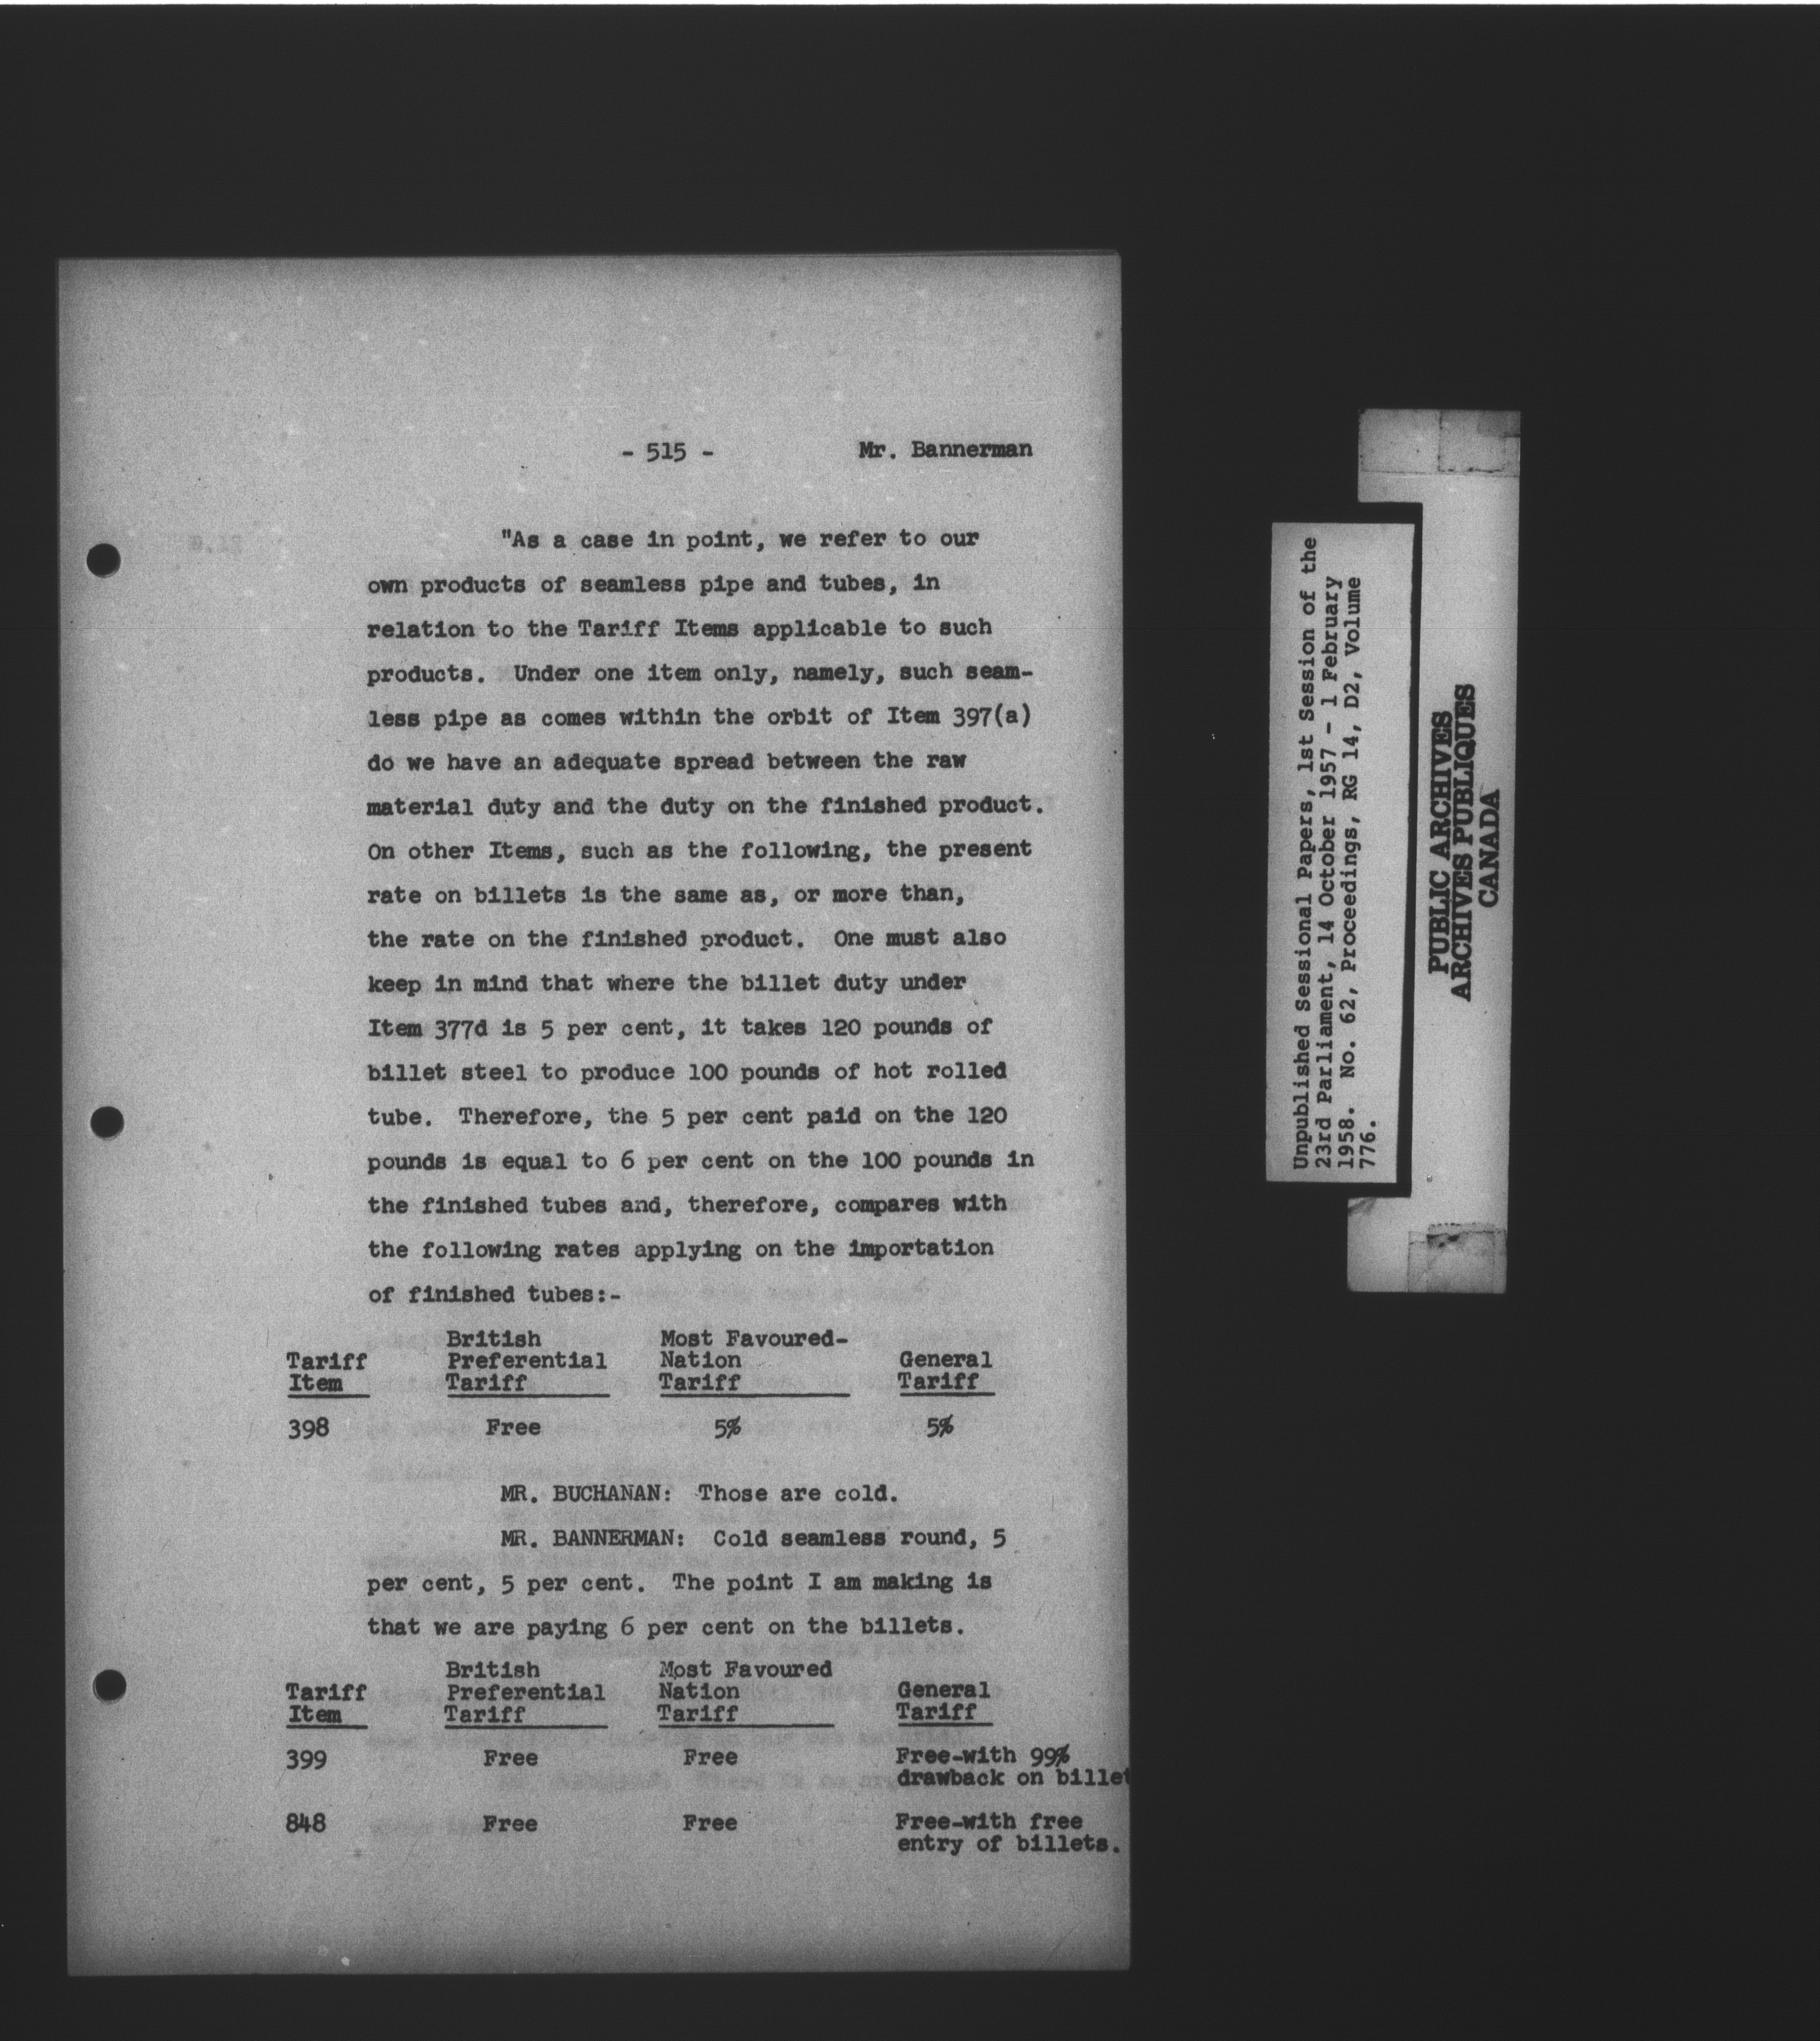 - 515 - Mr. Bannerman
"As a case in point, we refer to our
own products of seamless pipe and tubes, in
relation to the Tariff Items applicable to such
products. Under one item only, namely, such seam-
less pipe as comes within the orbit of Item 397(a)
do we have an adequate spread between the raw
material duty and the duty on the finished product.
On other Items, such as the following, the present
rate on billets is the same as, or more than,
the rate on the finished product. One must also
keep in mind that where the billet duty under
Item 377d is 5 per cent, it takes 120 pounds of
billet steel to produce 100 pounds of hot rolled
tube. Therefore, the 5 per cent paid on the 120
pounds is equal to 6 per cent on the 100 pounds in
the finished tubes and, therefore, compares with
the following rates applying on the importation
of finished tubes:-
British Most Favoured-
Tariff Preferential Nation General
Item Tariff Tariff Tariff
398 Free 5% 5%
MR. BUCHANAN: Those are cold.
MR. BANNERMAN: Cold seamless round, 5
per cent, 5 per cent. The point I am making is
that we are paying 6 per cent on the billets.
British Most Favoured
Tariff Preferential Nation General
Item Tariff Tariff Tariff
399 Free Free Free-with 99%
drawback on billet
848 Free Free Free-with free
entry of billets.
Unpublished Sessional Papers, 1st Session of the
23rd Parliament, 14 October 1957 - 1 February
1958. No. 62, Proceedings, RG 14, D2, Volume
776.
PUBLIC ARCHIVES
ARCHIVES PUBLIQUES
CANADA